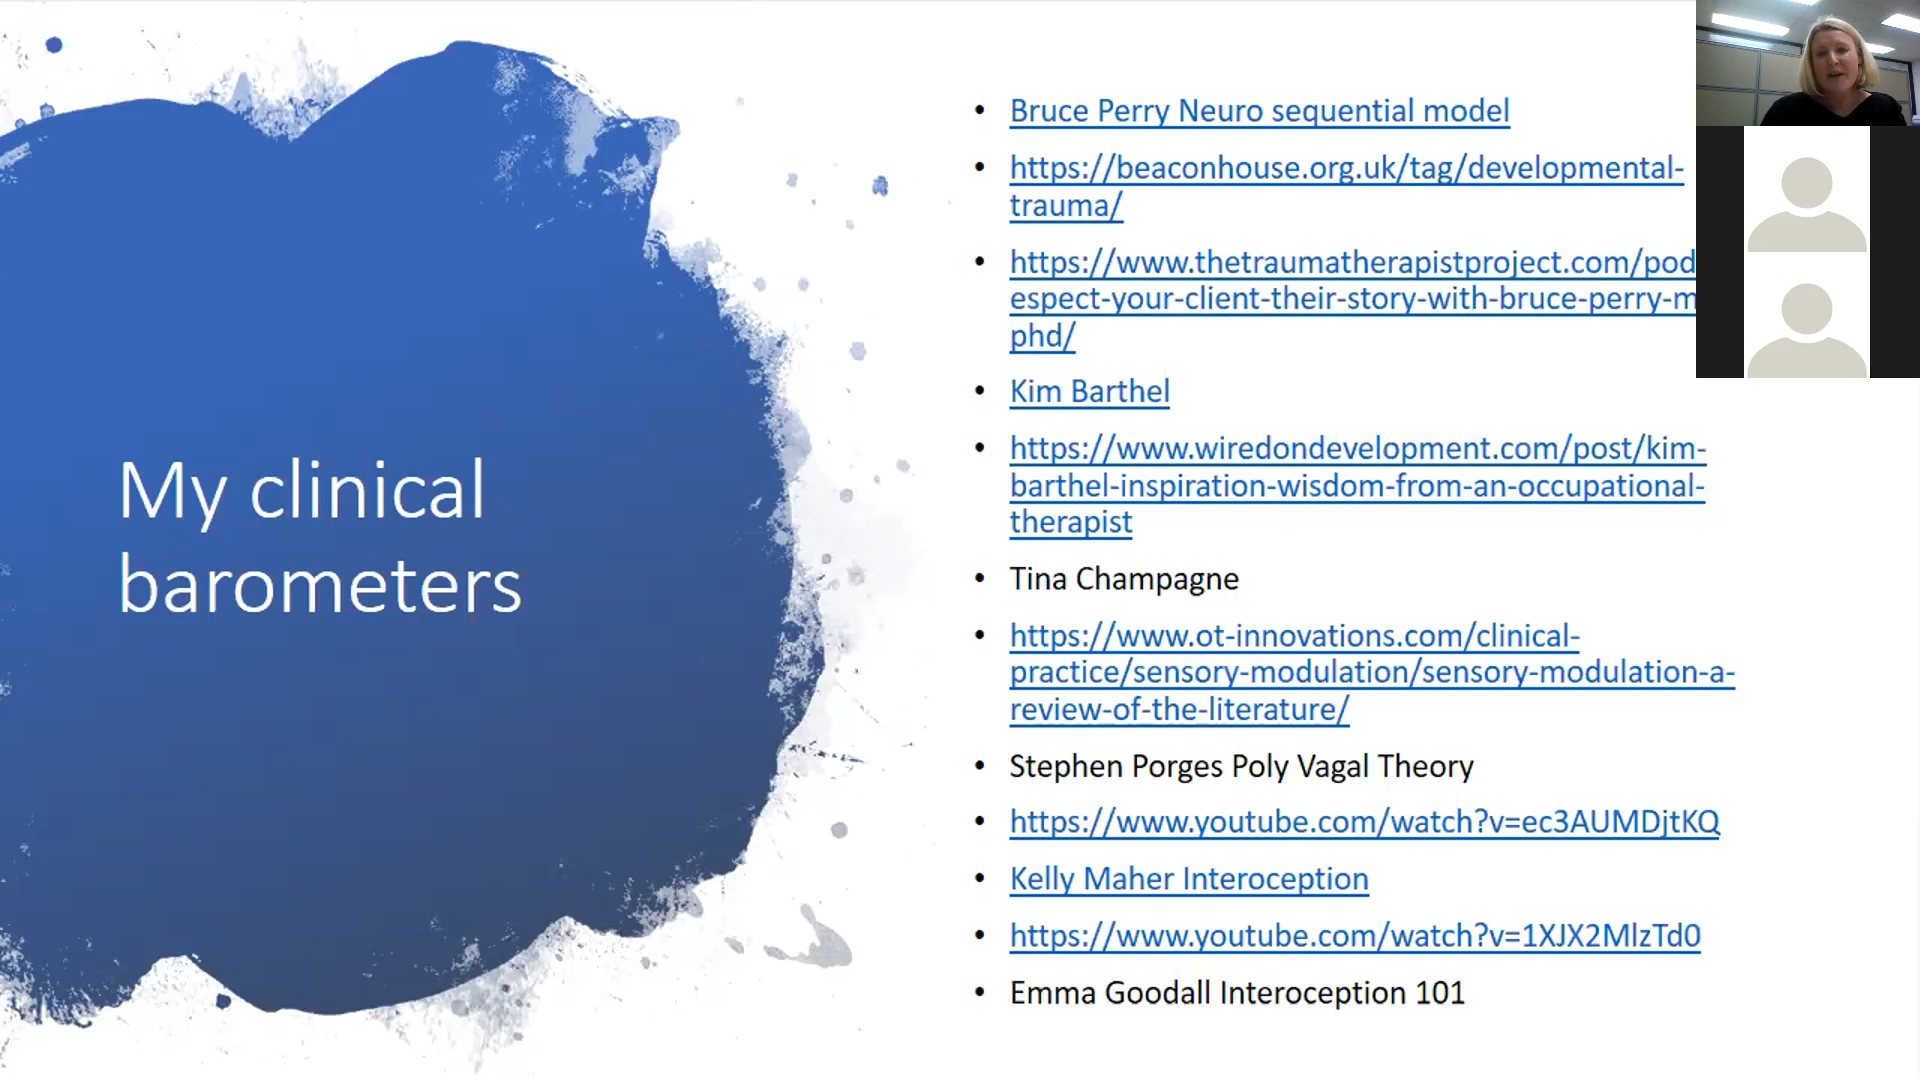 My clinical
barometers
• Bruce Perry Neuro sequential model
• https://beaconhouse.org.uk/tag/developmental-
trauma/
• https://www.thetraumatherapistproject.com/pod
espect-your-client-their-story-with-bruce-perry-m
phd/
• Kim Barthel
• https://www.wiredondevelopment.com/post/kim-
barthel-inspiration-wisdom-from-an-occupational-
therapist
• Tina Champagne
• https://www.ot-innovations.com/clinical-
practice/sensory-modulation/sensory-modulation-a-
review-of-the-literature/
• Stephen Porges Poly Vagal Theory
• https://www.youtube.com/watch?v=ec3AUMDjtKQ
• Kelly Maher Interoception
• https://www.youtube.com/watch?v=1XJX2MlzTd0
• Emma Goodall Interoception 101